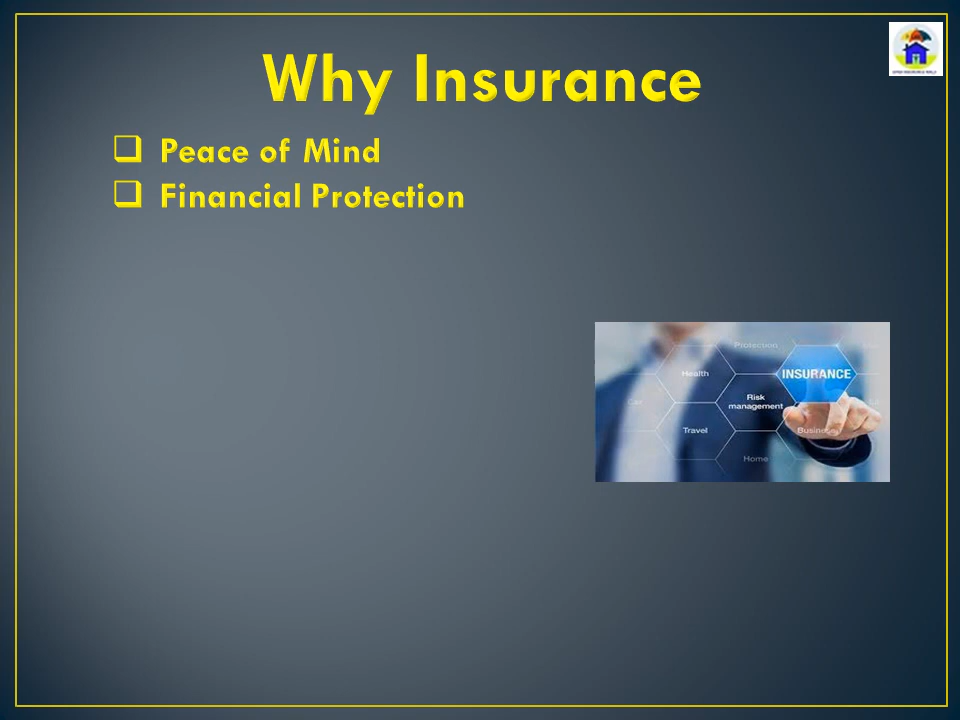 Why Insurance
Peace of Mind
Financial Protection
Protection
Health
INSURANCE
Car
Risk
management
Travel
Business
Home